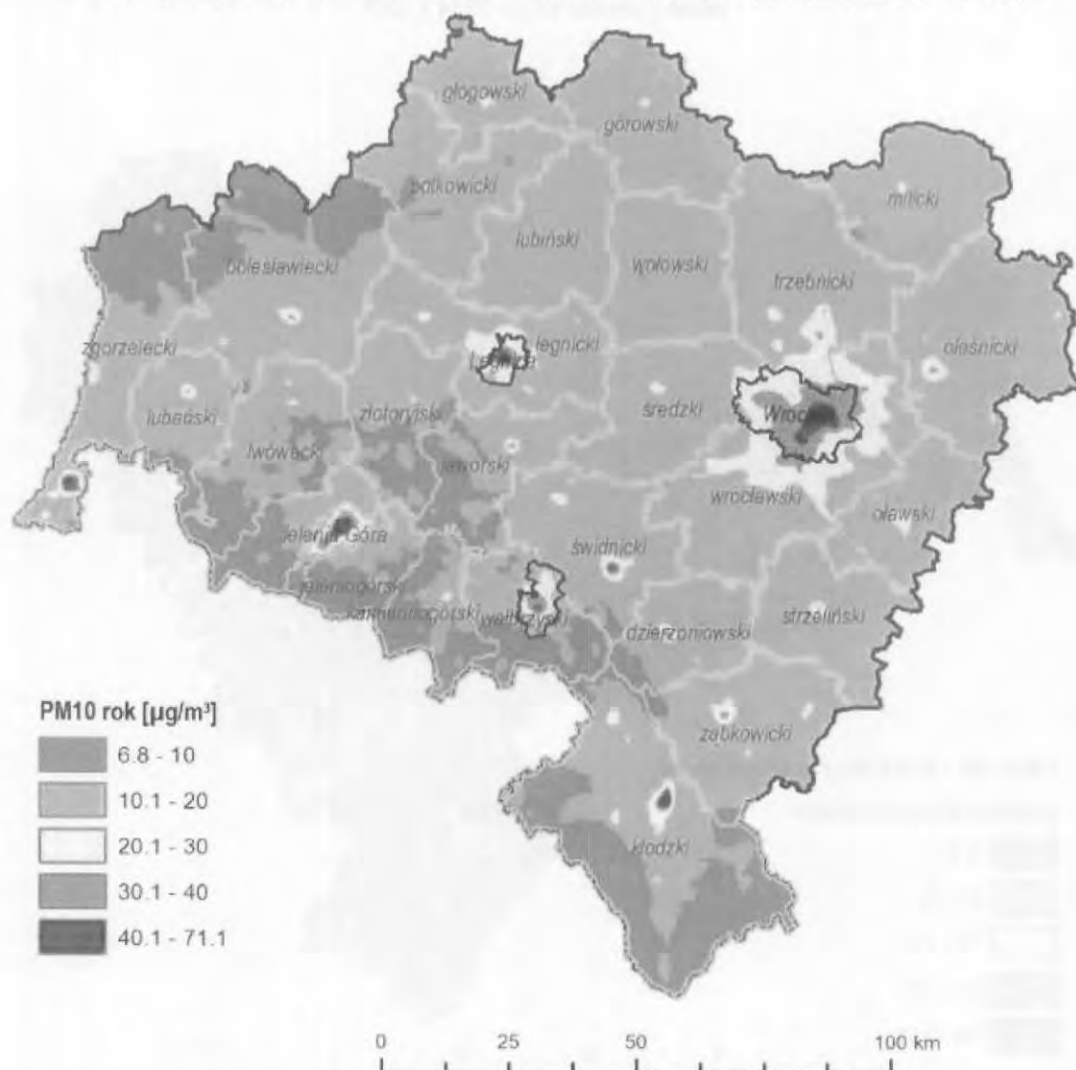 głogowski
górowski
polkowicki
milicki
lubiński
wołowski
bolesławiecki
trzebnicki
zgorzelecki
legnicki
Legnica
oleśnicki
lubański
złotoryjski
średzki
Wroc
lwówecki
jaworski
wrocławski
oławski
jelenia Góra
świdnicki
jeleniogórski
kamiennogórski
wałbrzyski
dzierżoniowski
strzeliński
PM10 rok [µg/m³]
ząbkowicki
6.8 - 10
10.1 - 20
20.1 - 30
kłodzki
30.1 - 40
40.1 - 71.1
0 25 50 100 km